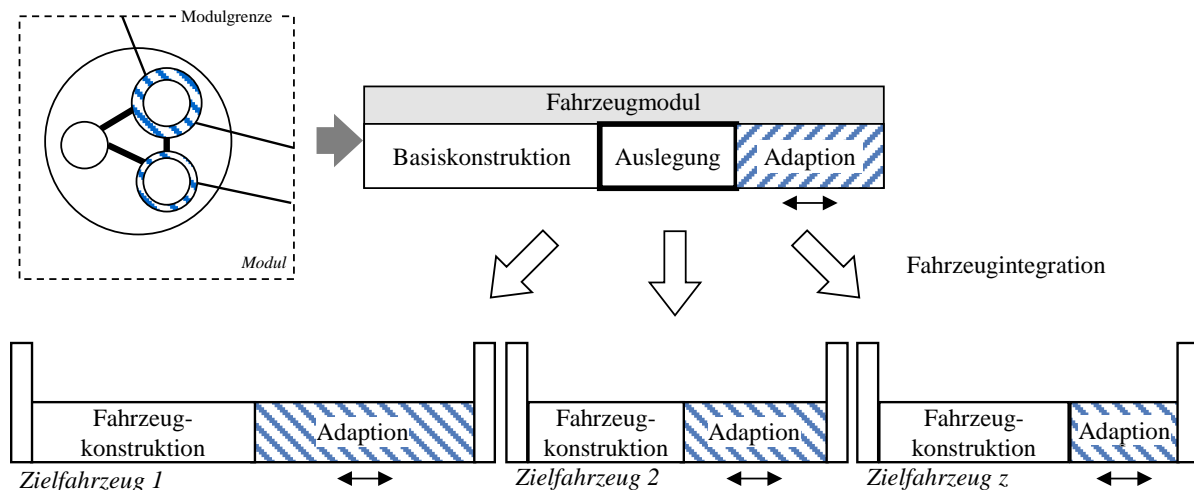 Modulgrenze
Modul
Fahrzeugmodul
Basiskonstruktion
Auslegung
Adaption
Fahrzeugintegration
Fahrzeug-
konstruktion
Adaption
Zielfahrzeug 1
Fahrzeug-
konstruktion
Adaption
Zielfahrzeug 2
Fahrzeug-
konstruktion
Adaption
Zielfahrzeug z